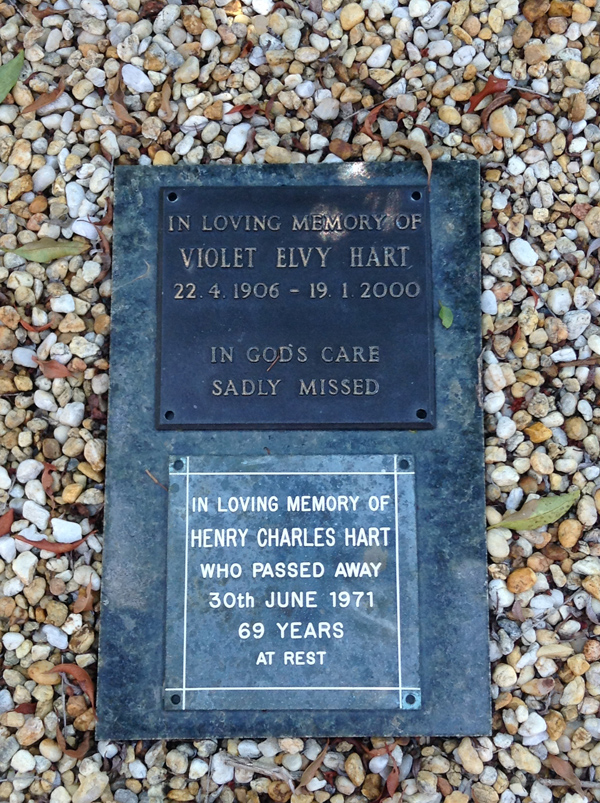 IN LOVING MEMORY OF
VIOLET ELVY HART
22. 4. 1906 - 19. 1. 2000
IN GOD'S CARE
SADLY MISSED
IN LOVING MEMORY OF
HENRY CHARLES HART
WHO PASSED AWAY
30th JUNE 1971
69 YEARS
AT REST